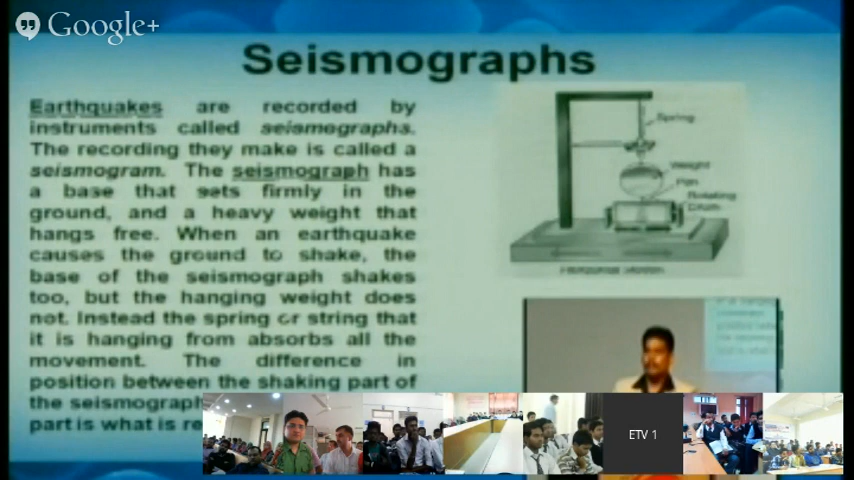 Google+
Seismographs
Earthquakes are recorded by
instruments called seismographs.
The recording they make is called a
seismogram. The seismograph has
a base that sets firmly in the
ground, and a heavy weight that
hangs free. When an earthquake
causes the ground to shake, the
base of the seismograph shakes
too, but the hanging weight does
not. Instead the spring or string that
it is hanging from absorbs all the
movement. The difference in
position between the shaking part of
the seismograph
part is what is re
Spring
Weight
Pen
Rotating
Drum
ETV 1